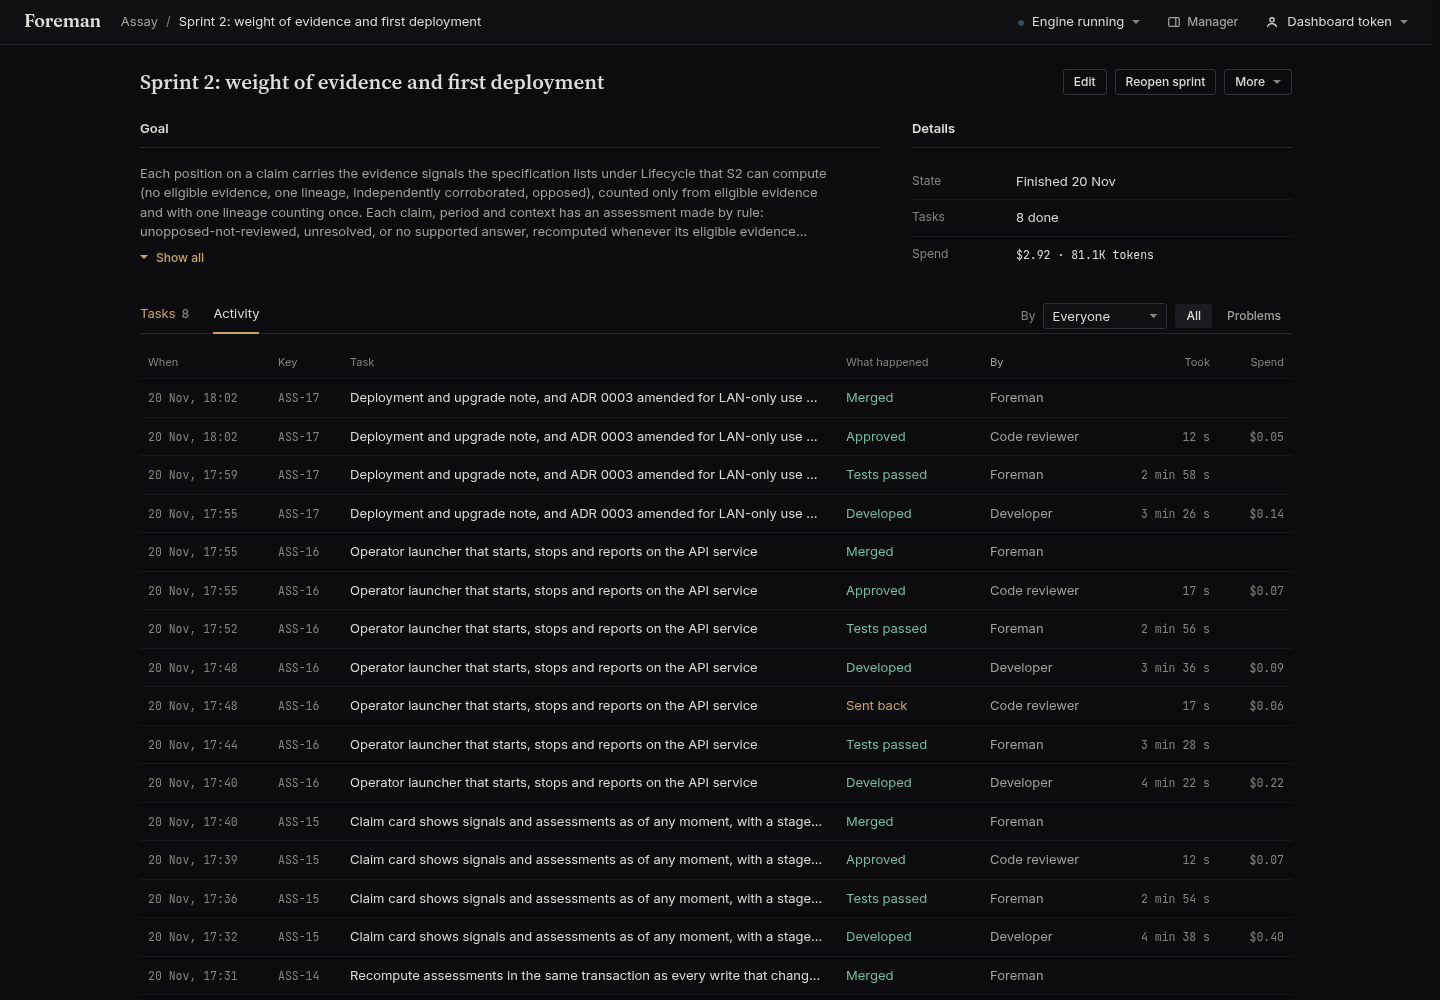 Foreman Assay / Sprint 2: weight of evidence and first deployment Engine running Manager Dashboard token
Sprint 2: weight of evidence and first deployment Edit Reopen sprint More
Goal
Each position on a claim carries the evidence signals the specification lists under Lifecycle that S2 can compute
(no eligible evidence, one lineage, independently corroborated, opposed), counted only from eligible evidence
and with one lineage counting once. Each claim, period and context has an assessment made by rule:
unopposed-not-reviewed, unresolved, or no supported answer, recomputed whenever its eligible evidence...
Show all
Details
State Finished 20 Nov
Tasks 8 done
Spend $2.92 · 81.1K tokens
Tasks 8 Activity By Everyone All Problems
When Key Task What happened By Took Spend
20 Nov, 18:02 ASS-17 Deployment and upgrade note, and ADR 0003 amended for LAN-only use ... Merged Foreman
20 Nov, 18:02 ASS-17 Deployment and upgrade note, and ADR 0003 amended for LAN-only use ... Approved Code reviewer 12 s $0.05
20 Nov, 17:59 ASS-17 Deployment and upgrade note, and ADR 0003 amended for LAN-only use ... Tests passed Foreman 2 min 58 s
20 Nov, 17:55 ASS-17 Deployment and upgrade note, and ADR 0003 amended for LAN-only use ... Developed Developer 3 min 26 s $0.14
20 Nov, 17:55 ASS-16 Operator launcher that starts, stops and reports on the API service Merged Foreman
20 Nov, 17:55 ASS-16 Operator launcher that starts, stops and reports on the API service Approved Code reviewer 17 s $0.07
20 Nov, 17:52 ASS-16 Operator launcher that starts, stops and reports on the API service Tests passed Foreman 2 min 56 s
20 Nov, 17:48 ASS-16 Operator launcher that starts, stops and reports on the API service Developed Developer 3 min 36 s $0.09
20 Nov, 17:48 ASS-16 Operator launcher that starts, stops and reports on the API service Sent back Code reviewer 17 s $0.06
20 Nov, 17:44 ASS-16 Operator launcher that starts, stops and reports on the API service Tests passed Foreman 3 min 28 s
20 Nov, 17:40 ASS-16 Operator launcher that starts, stops and reports on the API service Developed Developer 4 min 22 s $0.22
20 Nov, 17:40 ASS-15 Claim card shows signals and assessments as of any moment, with a stage... Merged Foreman
20 Nov, 17:39 ASS-15 Claim card shows signals and assessments as of any moment, with a stage... Approved Code reviewer 12 s $0.07
20 Nov, 17:36 ASS-15 Claim card shows signals and assessments as of any moment, with a stage... Tests passed Foreman 2 min 54 s
20 Nov, 17:32 ASS-15 Claim card shows signals and assessments as of any moment, with a stage... Developed Developer 4 min 38 s $0.40
20 Nov, 17:31 ASS-14 Recompute assessments in the same transaction as every write that chang... Merged Foreman